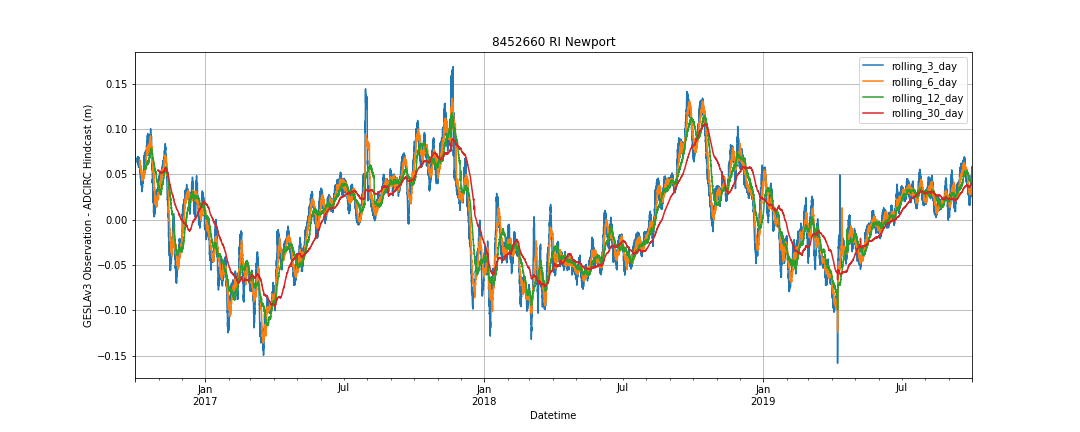 8452660 RI Newport
GESLAv3 Observation - ADCIRC Hindcast (m)
0.15
0.10
0.05
0.00
−0.05
−0.10
−0.15
rolling_3_day
rolling_6_day
rolling_12_day
rolling_30_day
Jan
2017
Jul
Jan
2018
Jul
Jan
2019
Jul
Datetime